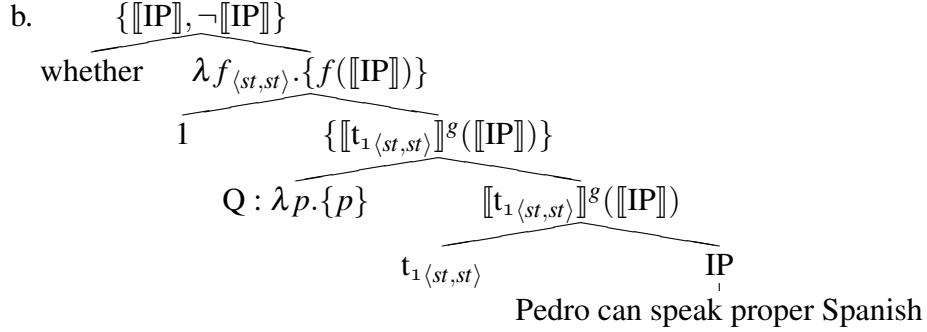 b. {⟦IP⟧, ¬⟦IP⟧}
whether λf⟨st,st⟩.{f(⟦IP⟧)}
1 {⟦t₁⟨st,st⟩⟧ᵍ(⟦IP⟧)}
Q : λp.{p} ⟦t₁⟨st,st⟩⟧ᵍ(⟦IP⟧)
t₁⟨st,st⟩ IP
Pedro can speak proper Spanish